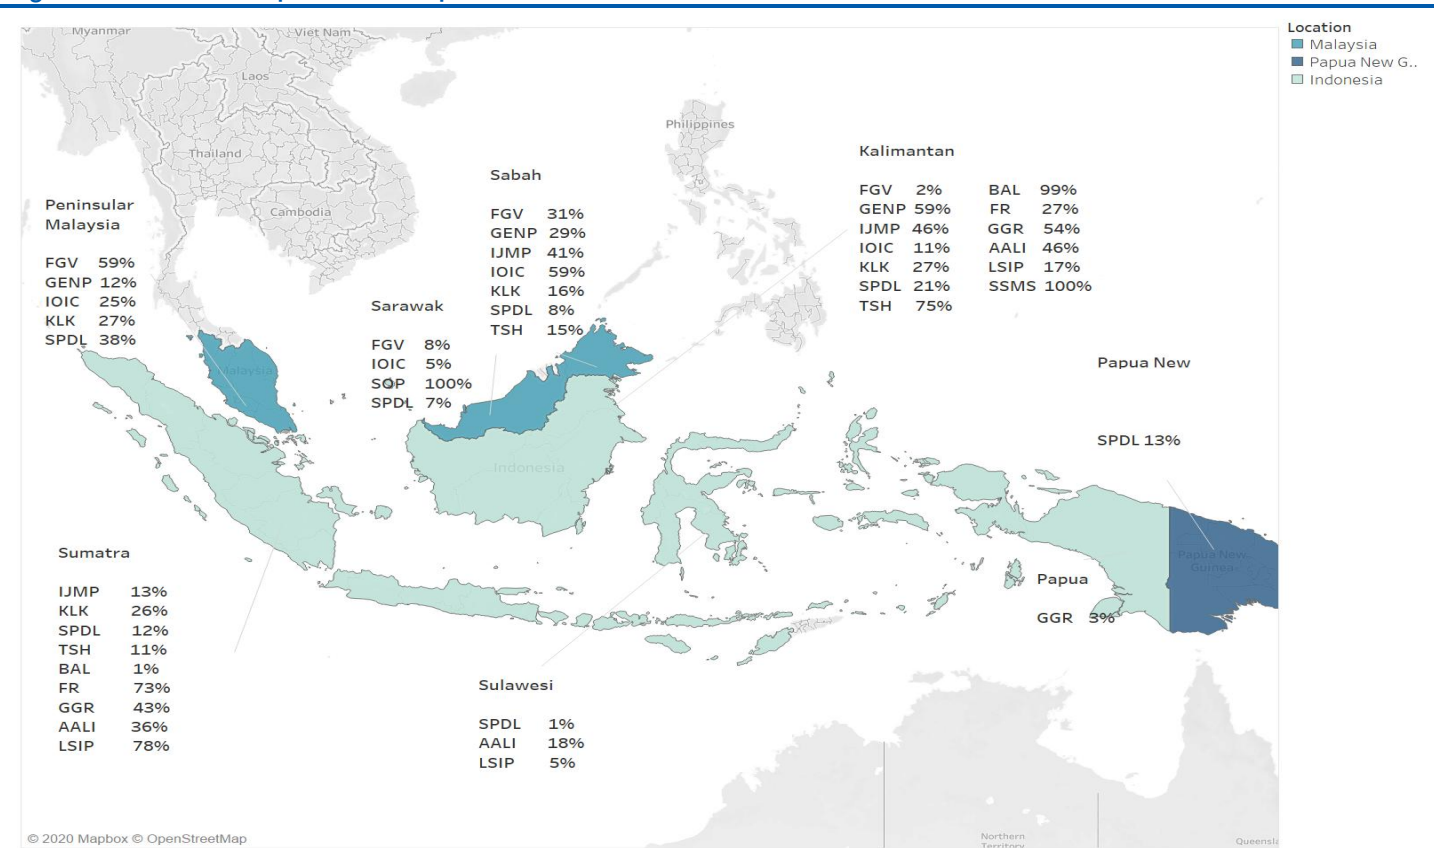 Location
Malaysia
Papua New G..
Indonesia
Myanmar
Viet Nam
Laos
Thailand
Cambodia
Philippines
Peninsular
Malaysia
FGV 59%
GENP 12%
IOIC 25%
KLK 27%
SPDL 38%
Sarawak
FGV 8%
IOIC 5%
SOP 100%
SPDL 7%
Sabah
FGV 31%
GENP 29%
IJMP 41%
IOIC 59%
KLK 16%
SPDL 8%
TSH 15%
Kalimantan
FGV 2% BAL 99%
GENP 59% FR 27%
IJMP 46% GGR 54%
IOIC 11% AALI 46%
KLK 27% LSIP 17%
SPDL 21% SSMS 100%
TSH 75%
Papua New
SPDL 13%
Malaysia
Indonesia
Papua New
Guinea
Sumatra
IJMP 13%
KLK 26%
SPDL 12%
TSH 11%
BAL 1%
FR 73%
GGR 43%
AALI 36%
LSIP 78%
Sulawesi
SPDL 1%
AALI 18%
LSIP 5%
Papua
GGR 3%
Northern
Territory
Queensl
© 2020 Mapbox © OpenStreetMap